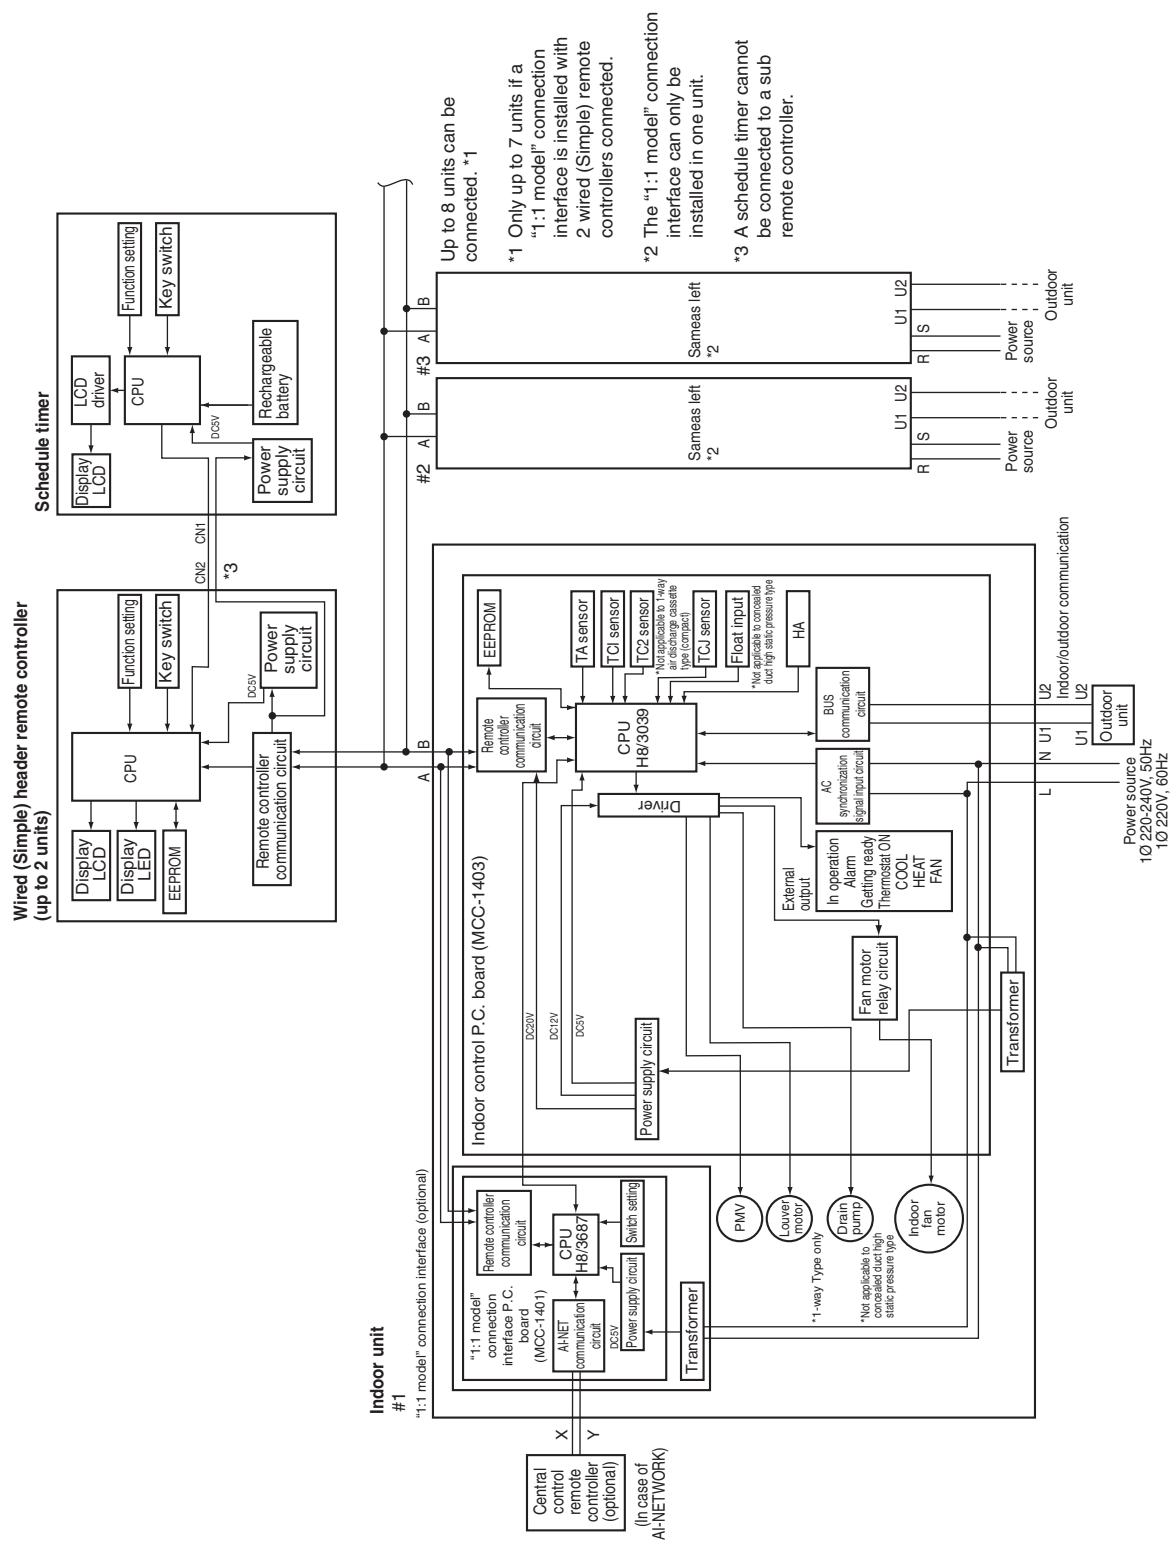 Wired (Simple) header remote controller
(up to 2 units)
Display
LCD
Display
LED
EEPROM
CPU
Function setting
Key switch
Remote controller
communication circuit
DC5V
Power
supply
circuit
CN2
CN1
*3
Schedule timer
Display
LCD
LCD
driver
CPU
Function setting
Key switch
DC5V
Power
supply
circuit
Rechargeable
battery
Indoor unit
#1
"1:1 model" connection interface (optional)
"1:1 model"
connection
interface P.C.
board
(MCC-1401)
Remote controller
communication
circuit
CPU
H8/3687
AI-NET
communication
circuit
Switch setting
DC5V
Power supply circuit
Transformer
X
Y
Central
control
remote
controller
(optional)
(In case of
AI-NETWORK)
Indoor control P.C. board (MCC-1403)
DC20V
DC12V
DC5V
Power supply circuit
A
B
Remote
controller
communication
circuit
EEPROM
CPU
H8/3039
Driver
TA sensor
TCI sensor
TC2 sensor
*Not applicable to 1-way
air discharge cassette
type (compact)
TCJ sensor
Float input
*Not applicable to concealed
duct high static pressure type
HA
AC
synchronization
signal input circuit
BUS
communication
circuit
External
output
In operation
Alarm
Getting ready
Thermostat ON
COOL
HEAT
FAN
Fan motor
relay circuit
Transformer
PMV
Louver
motor
*1-way Type only
Drain
pump
*Not applicable to
concealed duct high
static pressure type
Indoor
fan
motor
L
N
U1
U2
Indoor/outdoor communication
U1
U2
Outdoor
unit
Power source
1Ø 220-240V, 50Hz
1Ø 220V, 60Hz
#2
A
B
Sameas left
*2
R
S
U1
U2
Power
source
Outdoor
unit
#3
A
B
Sameas left
*2
R
S
U1
U2
Power
source
Outdoor
unit
Up to 8 units can be
connected. *1
*1 Only up to 7 units if a
"1:1 model" connection
interface is installed with
2 wired (Simple) remote
controllers connected.
*2 The "1:1 model" connection
interface can only be
installed in one unit.
*3 A schedule timer cannot
be connected to a sub
remote controller.